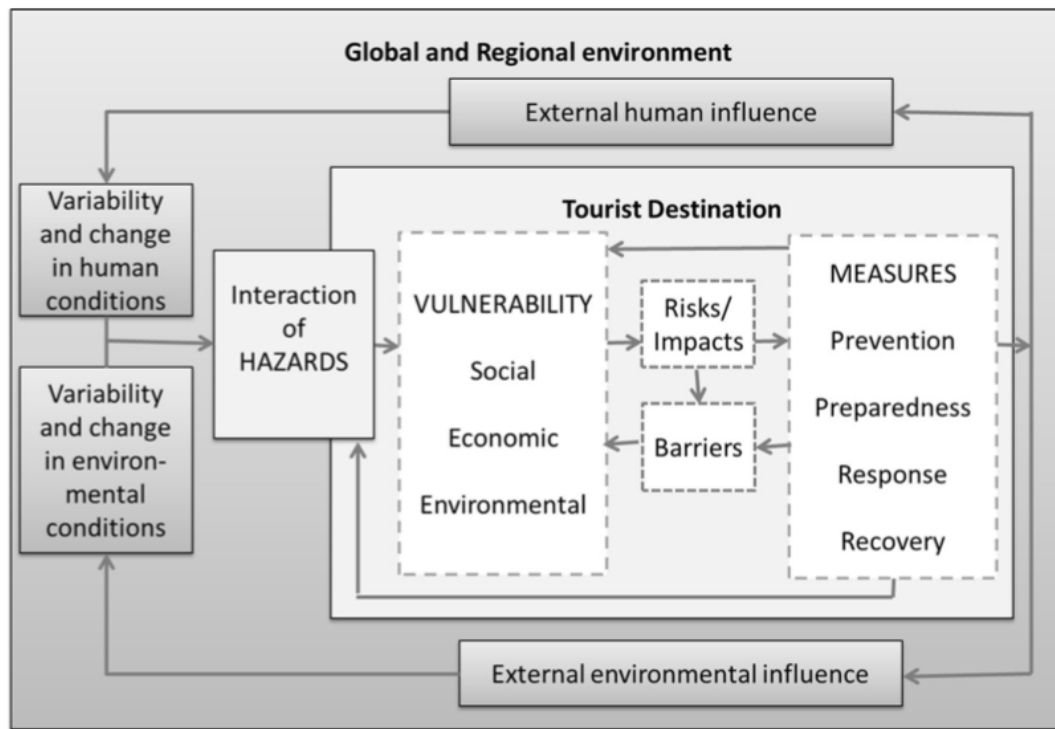 Global and Regional environment
External human influence
Variability
and change
in human
conditions
Tourist Destination
Interaction
of
HAZARDS
VULNERABILITY
Social
Economic
Environmental
Risks/
Impacts
Barriers
MEASURES
Prevention
Preparedness
Response
Recovery
Variability
and change
in environ-
mental
conditions
External environmental influence